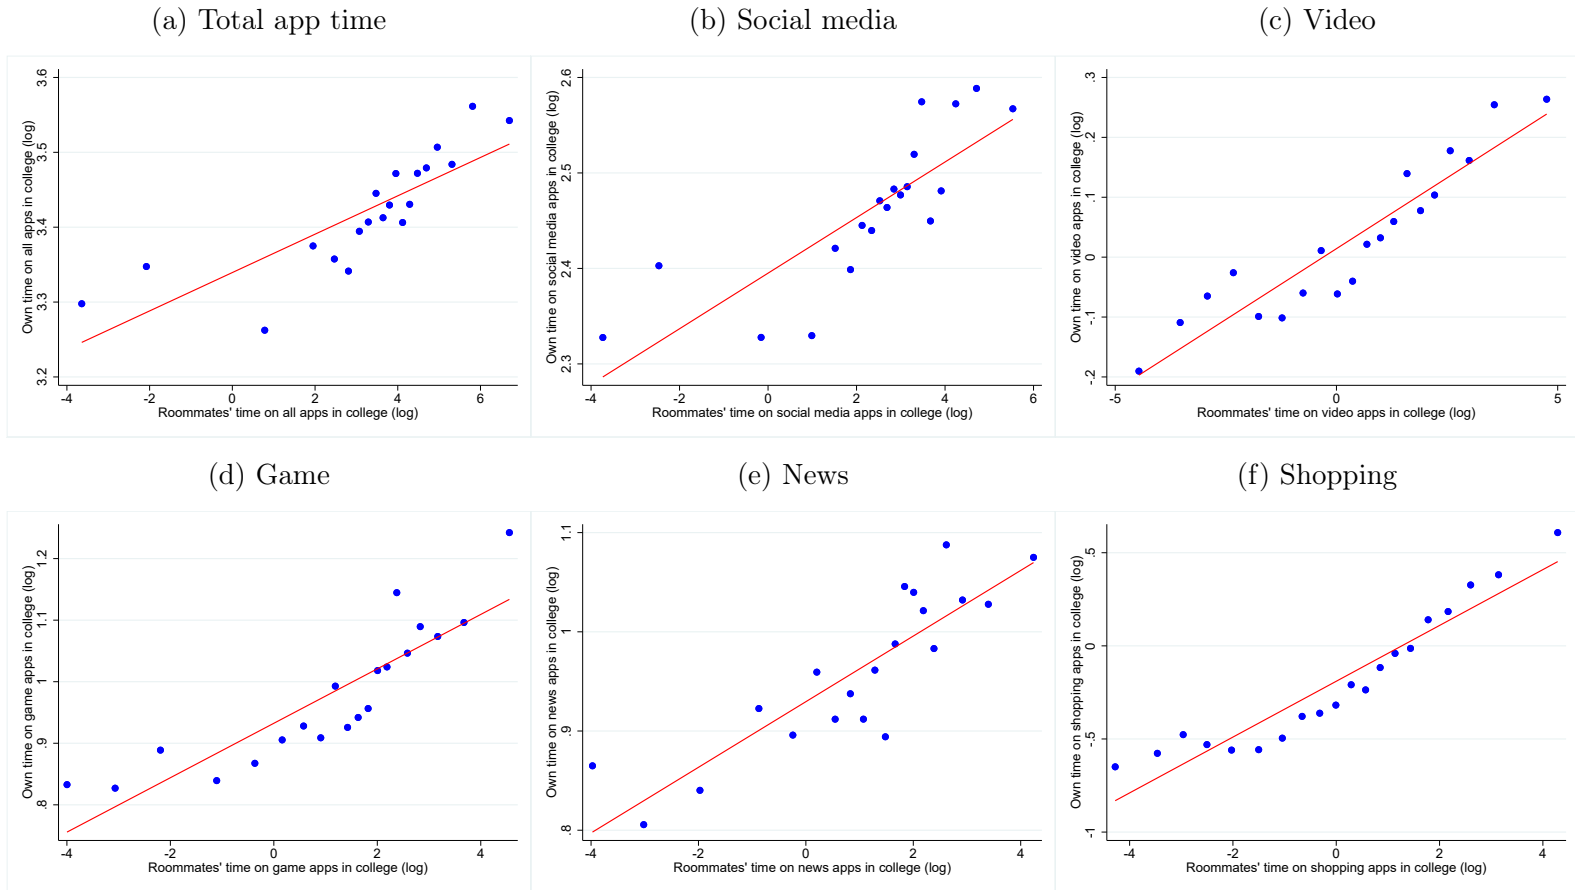 (a) Total app time
(b) Social media
(c) Video
Own time on all apps in college (log)
3.6
3.5
3.4
3.3
3.2
-4 -2 0 2 4 6
Roommates' time on all apps in college (log)
Own time on social media apps in college (log)
2.6
2.5
2.4
2.3
-4 -2 0 2 4 6
Roommates' time on social media apps in college (log)
Own time on video apps in college (log)
.3
.2
.1
0
-.1
-.2
-5 0 5
Roommates' time on video apps in college (log)
(d) Game
(e) News
(f) Shopping
Own time on game apps in college (log)
1.2
1.1
1
.9
.8
-4 -2 0 2 4
Roommates' time on game apps in college (log)
Own time on news apps in college (log)
1.1
1
.9
.8
-4 -2 0 2 4
Roommates' time on news apps in college (log)
Own time on shopping apps in college (log)
.5
0
-.5
-1
-4 -2 0 2 4
Roommates' time on shopping apps in college (log)